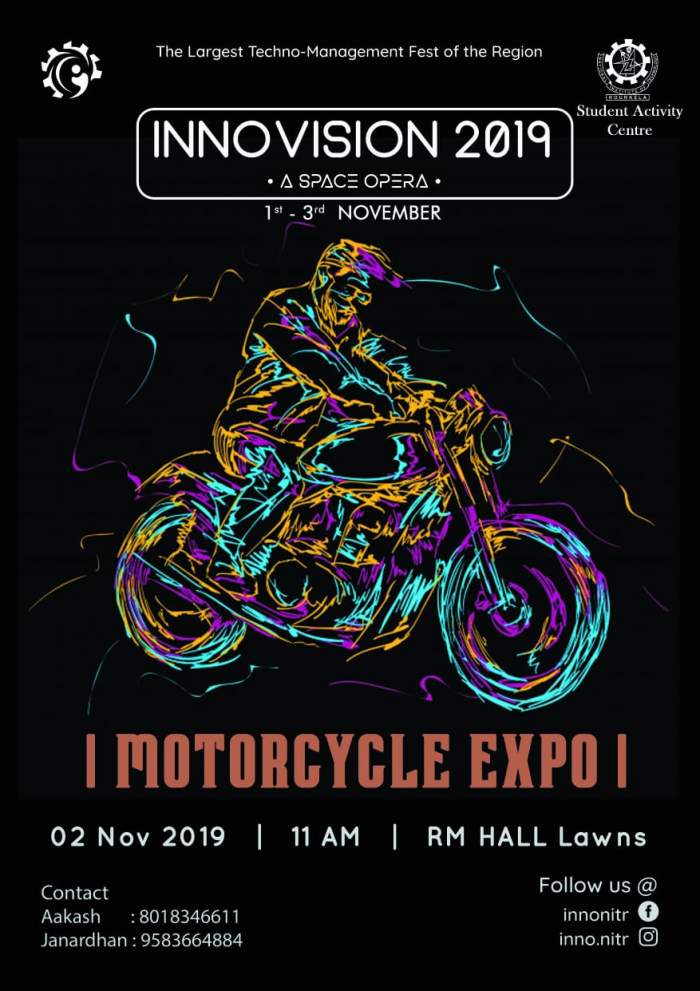 The Largest Techno-Management Fest of the Region
ROURKELA
Student Activity
Centre
INNOVISION 2019
• A SPACE OPERA •
1st - 3rd NOVEMBER
| MOTORCYCLE EXPO |
02 Nov 2019 | 11 AM | RM HALL Lawns
Contact
Aakash : 8018346611
Janardhan : 9583664884
Follow us @
innonitr
inno.nitr